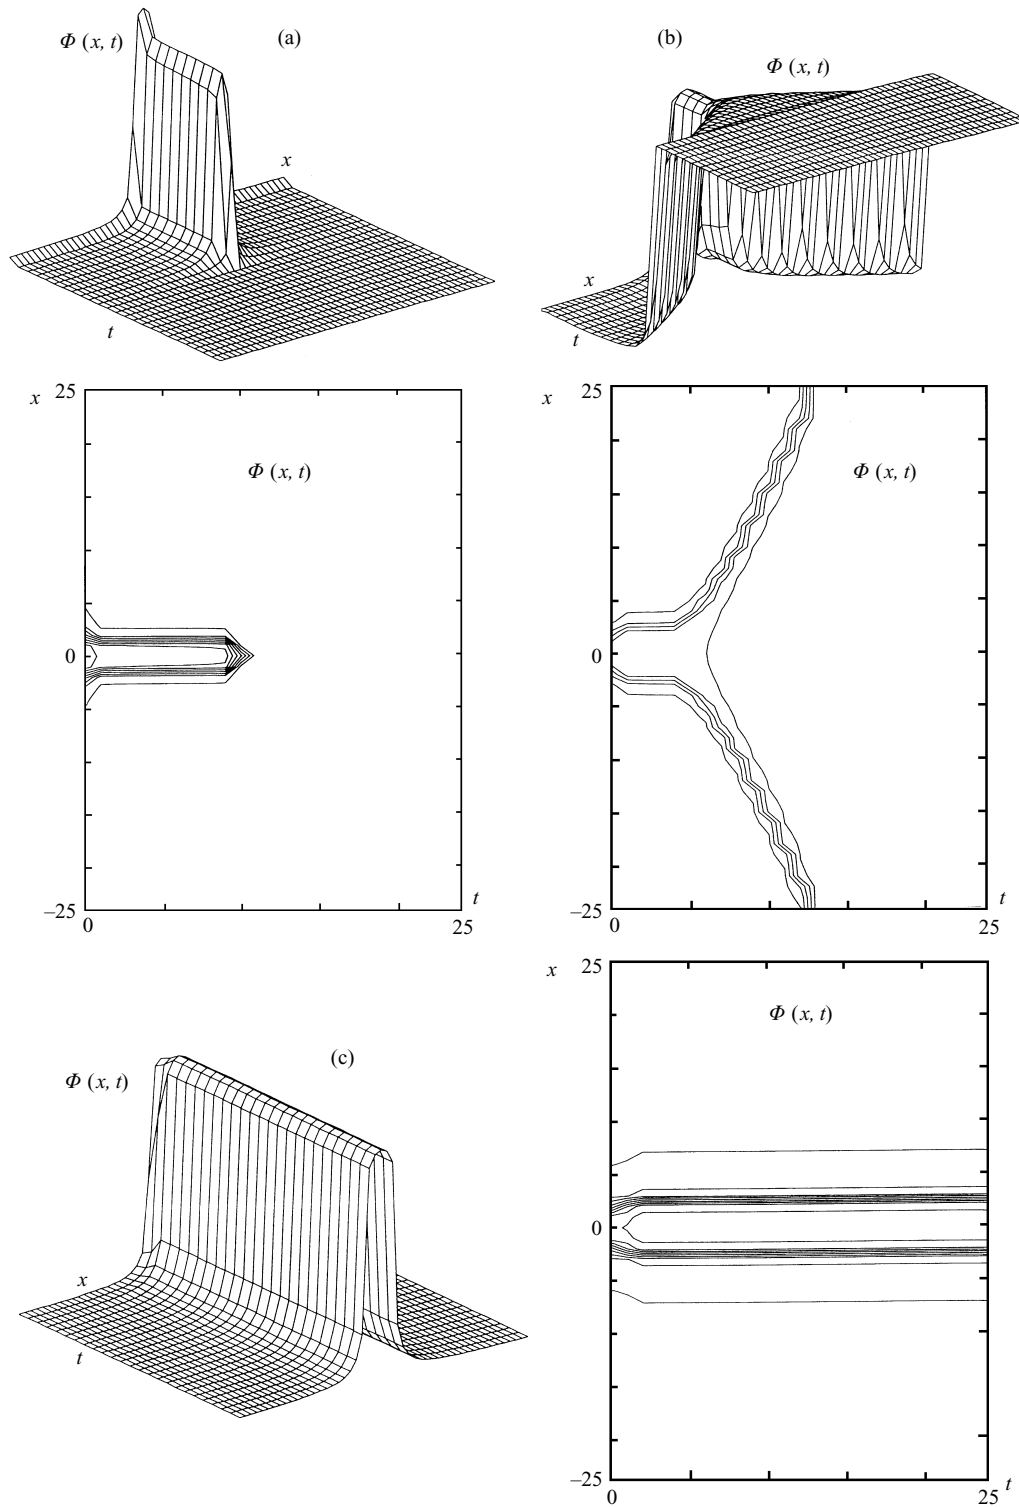 Φ (x, t)
(a)
x
t
(b)
Φ (x, t)
x
t
x
25
Φ (x, t)
0
–25
0
25
t
x
25
Φ (x, t)
0
–25
0
25
t
(c)
Φ (x, t)
x
t
x
25
Φ (x, t)
0
–25
0
25
t